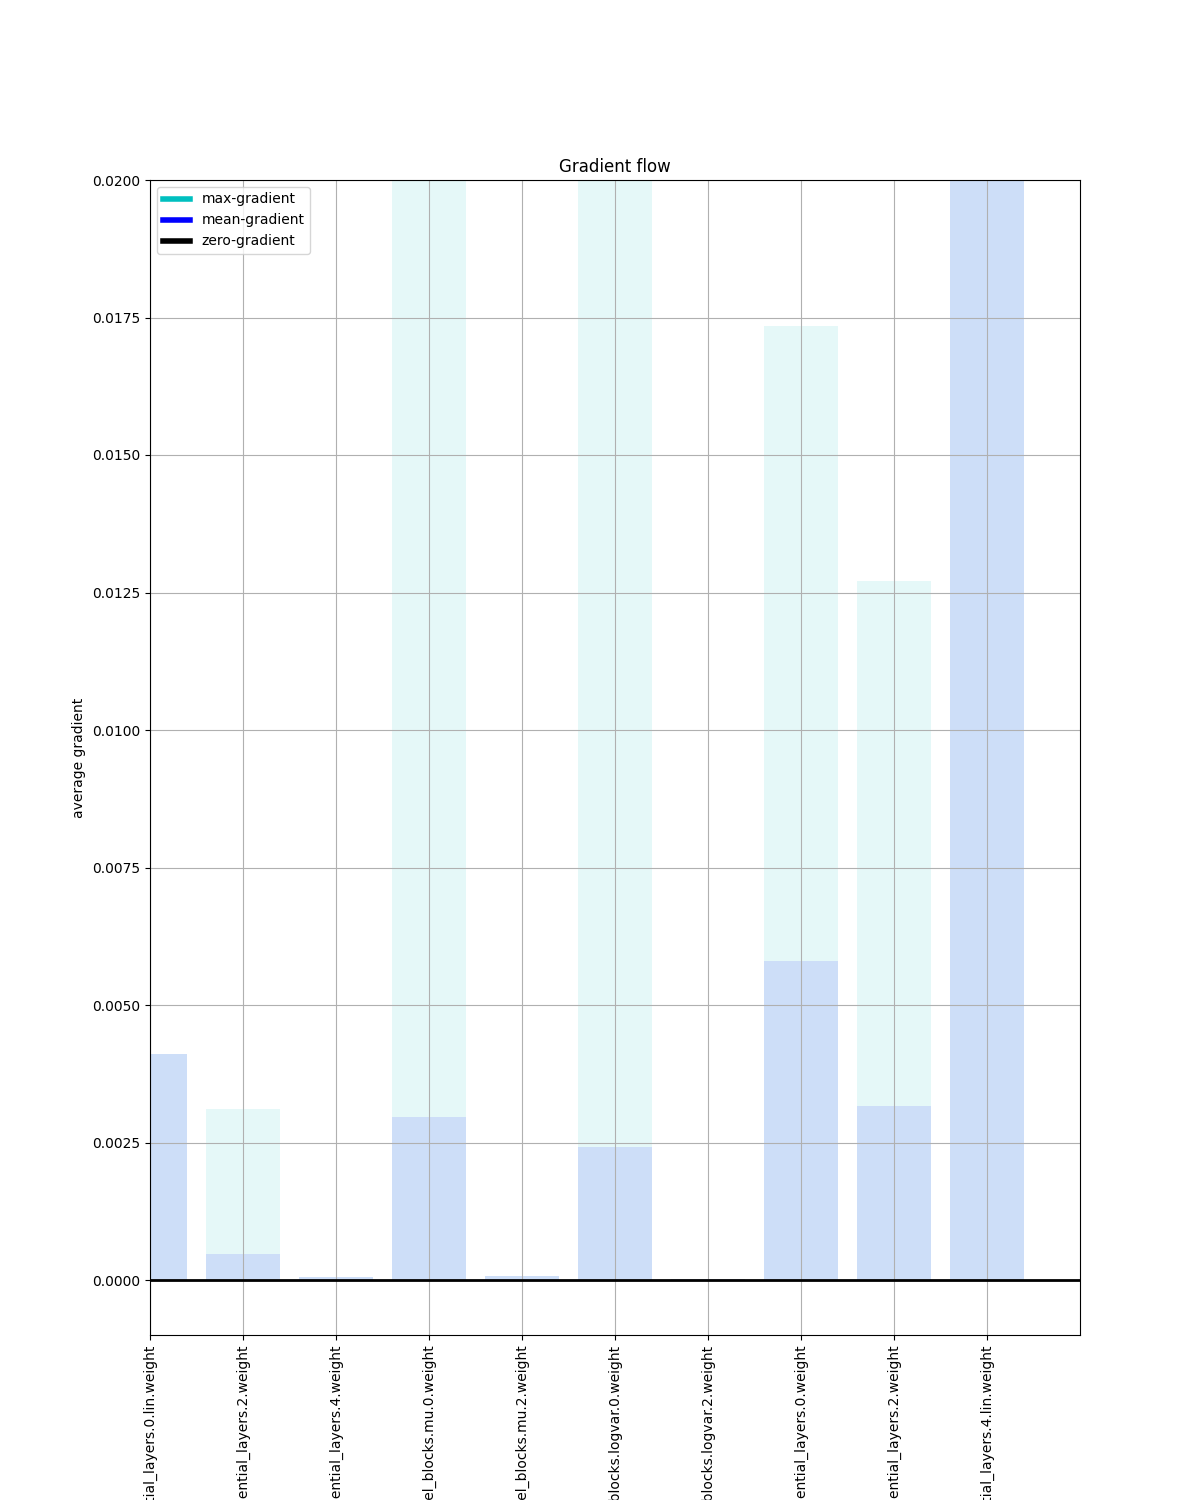 Gradient flow
max-gradient
mean-gradient
zero-gradient
0.0200
0.0175
0.0150
0.0125
0.0100
0.0075
0.0050
0.0025
0.0000
average gradient
tial_layers.0.lin.weight
ential_layers.2.weight
ential_layers.4.weight
el_blocks.mu.0.weight
el_blocks.mu.2.weight
blocks.logvar.0.weight
blocks.logvar.2.weight
ential_layers.0.weight
ential_layers.2.weight
tial_layers.4.lin.weight